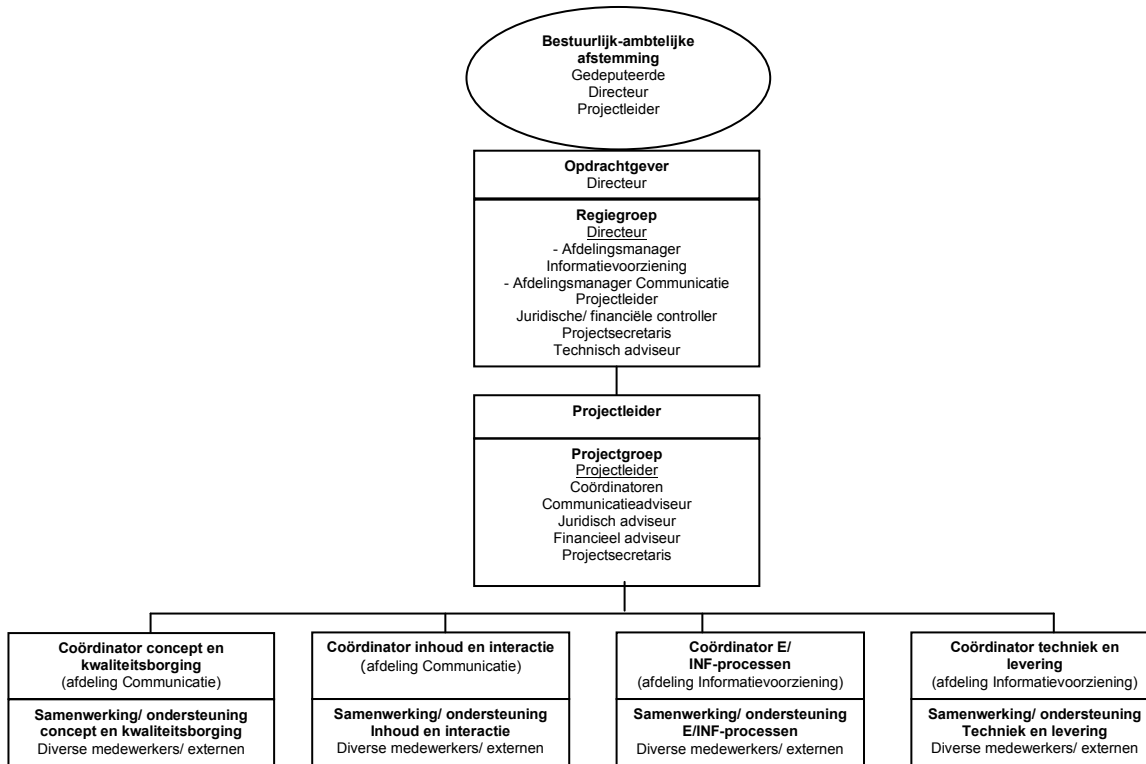 Bestuurlijk-ambtelijke
afstemming
Gedeputeerde
Directeur
Projectleider
Opdrachtgever
Directeur
Regiegroep
Directeur
- Afdelingsmanager
Informatievoorziening
- Afdelingsmanager Communicatie
Projectleider
Juridische/ financiële controller
Projectsecretaris
Technisch adviseur
Projectleider
Projectgroep
Projectleider
Coördinatoren
Communicatieadviseur
Juridisch adviseur
Financieel adviseur
Projectsecretaris
Coördinator concept en
kwaliteitsborging
(afdeling Communicatie)
Samenwerking/ ondersteuning
concept en kwaliteitsborging
Diverse medewerkers/ externen
Coördinator inhoud en interactie
(afdeling Communicatie)
Samenwerking/ ondersteuning
Inhoud en interactie
Diverse medewerkers/ externen
Coördinator E/
INF-processen
(afdeling Informatievoorziening)
Samenwerking/ ondersteuning
E/INF-processen
Diverse medewerkers/ externen
Coördinator techniek en
levering
(afdeling Informatievoorziening)
Samenwerking/ ondersteuning
Techniek en levering
Diverse medewerkers/ externen